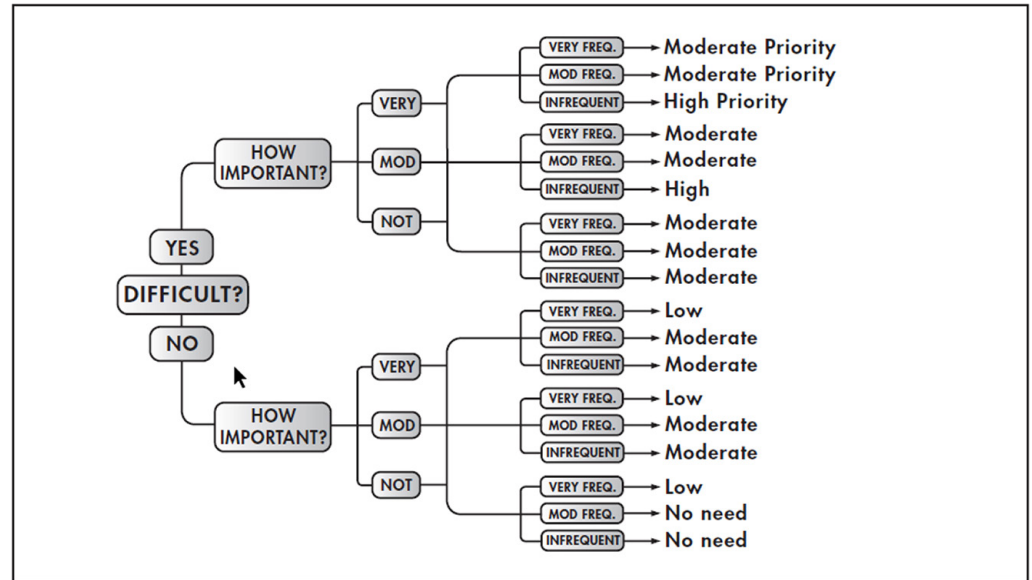 VERY FREQ. Moderate Priority
MOD FREQ. Moderate Priority
VERY
INFREQUENT High Priority
VERY FREQ. Moderate
HOW
IMPORTANT?
MOD
MOD FREQ. Moderate
INFREQUENT High
NOT
VERY FREQ. Moderate
YES
MOD FREQ. Moderate
INFREQUENT Moderate
DIFFICULT?
VERY FREQ. Low
NO
MOD FREQ. Moderate
VERY
INFREQUENT Moderate
VERY FREQ. Low
HOW
IMPORTANT?
MOD
MOD FREQ. Moderate
INFREQUENT Moderate
NOT
VERY FREQ. Low
MOD FREQ. No need
INFREQUENT No need